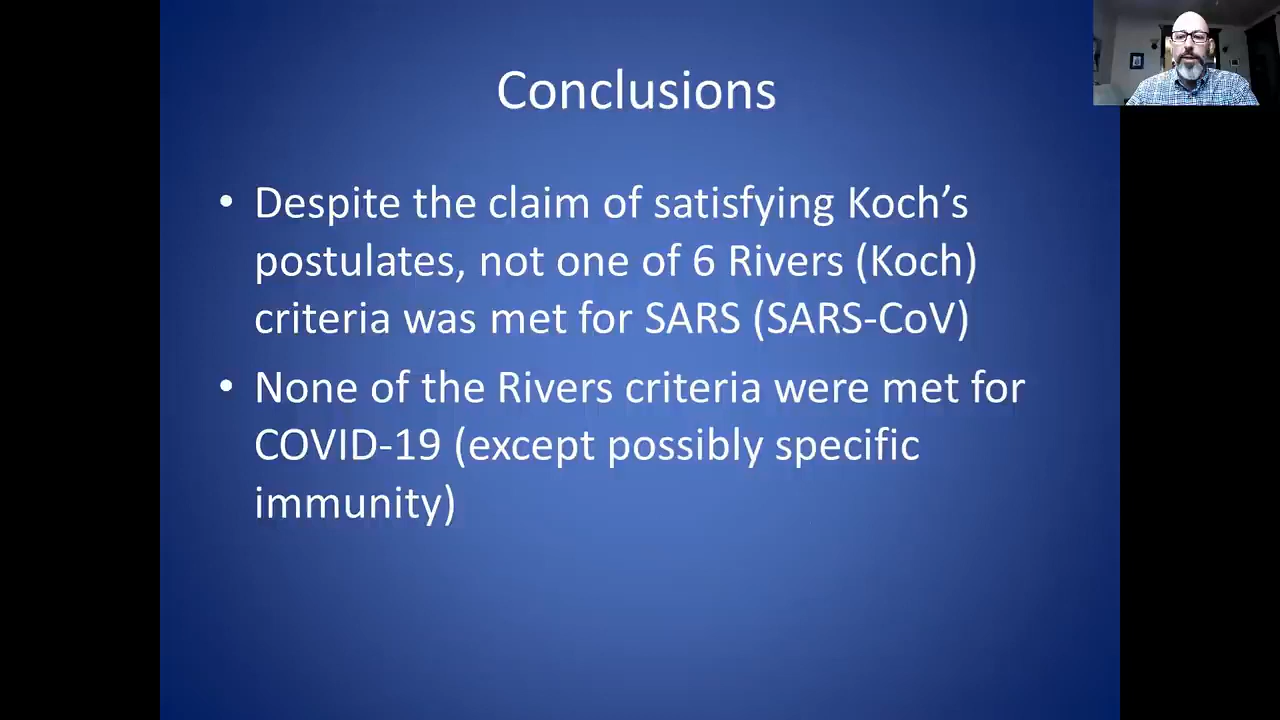 Conclusions
• Despite the claim of satisfying Koch’s
postulates, not one of 6 Rivers (Koch)
criteria was met for SARS (SARS-CoV)
• None of the Rivers criteria were met for
COVID-19 (except possibly specific
immunity)